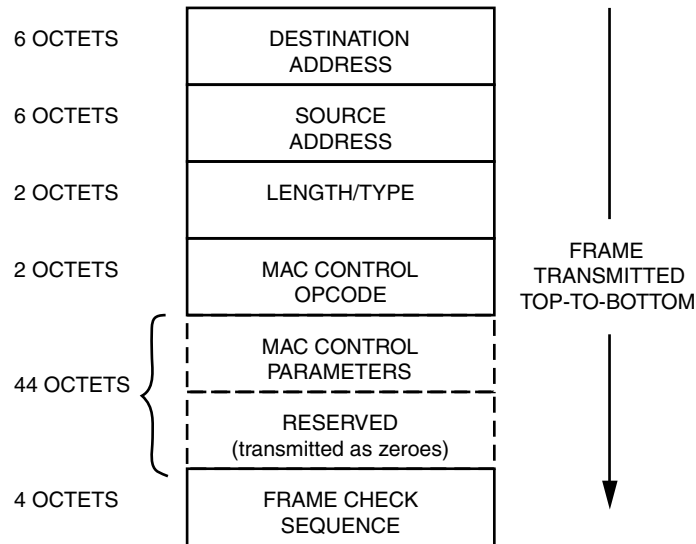 6 OCTETS
DESTINATION
ADDRESS
6 OCTETS
SOURCE
ADDRESS
2 OCTETS
LENGTH/TYPE
2 OCTETS
MAC CONTROL
OPCODE
44 OCTETS
MAC CONTROL
PARAMETERS
RESERVED
(transmitted as zeroes)
4 OCTETS
FRAME CHECK
SEQUENCE
FRAME
TRANSMITTED
TOP-TO-BOTTOM